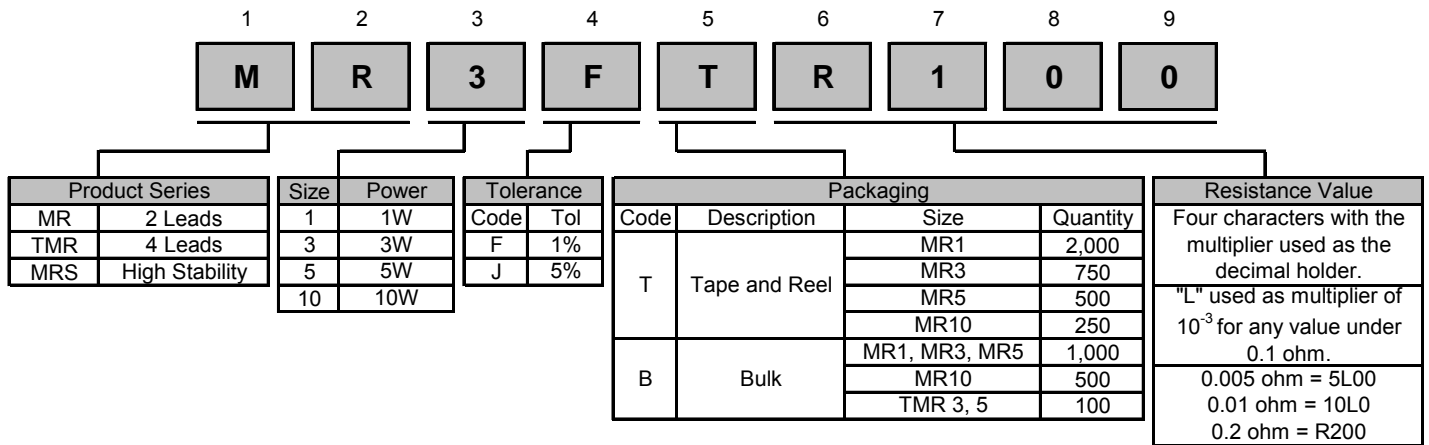 1 2 3 4 5 6 7 8 9
M R 3 F T R 1 0 0
Product Series
MR 2 Leads
TMR 4 Leads
MRS High Stability
Size Power
1 1W
3 3W
5 5W
10 10W
Tolerance
Code Tol
F 1%
J 5%
Packaging
Code Description Size Quantity
T Tape and Reel
MR1 2,000
MR3 750
MR5 500
MR10 250
B Bulk
MR1, MR3, MR5 1,000
MR10 500
TMR 3, 5 100
Resistance Value
Four characters with the
multiplier used as the
decimal holder.
"L" used as multiplier of
10⁻³ for any value under
0.1 ohm.
0.005 ohm = 5L00
0.01 ohm = 10L0
0.2 ohm = R200